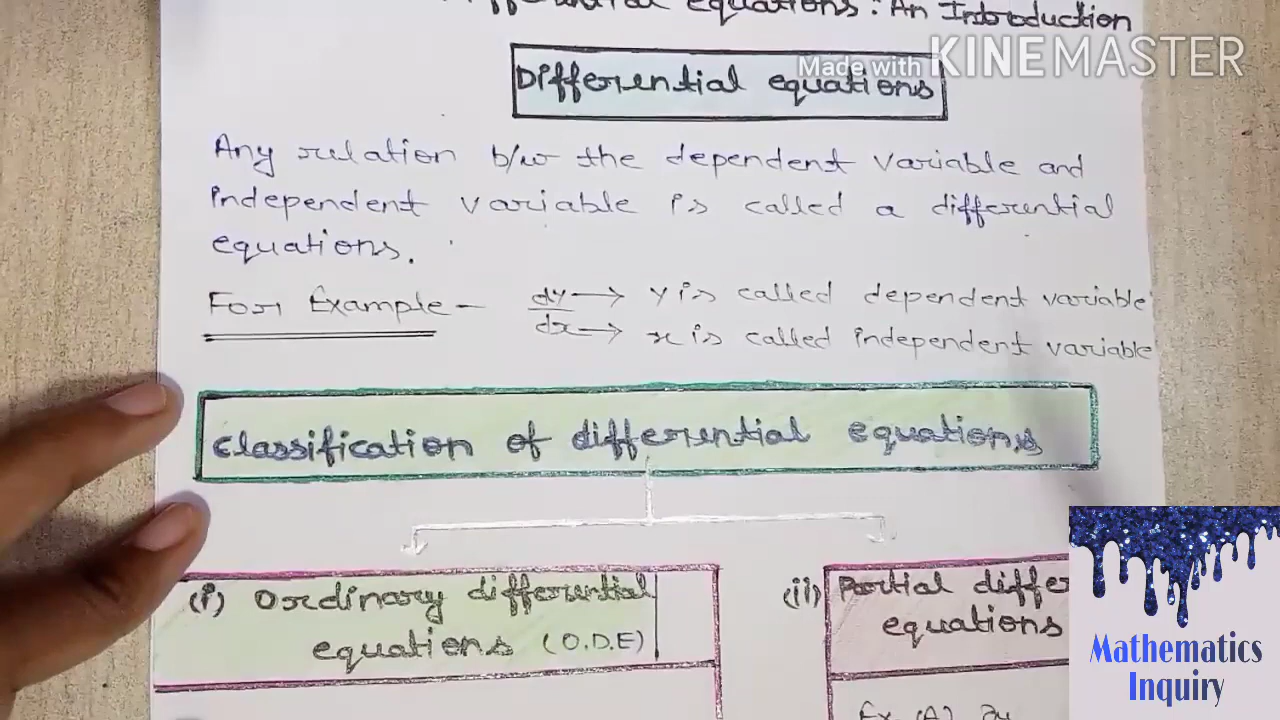 Differential equations: An Introduction
Made with KINEMASTER
Differential equations
Any relation b/w the dependent variable and
independent variable is called a differential
equations.
For Example - dy → y is called dependent variable
dx → x is called independent variable
Classification of differential equations
(i) Ordinary differential
equations (O.D.E)
(ii) Partial differe
equations
Ex. (A)
Mathematics
Inquiry